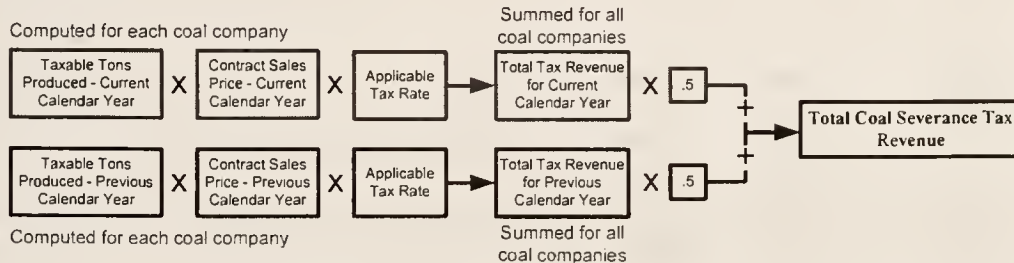 Computed for each coal company
Summed for all
coal companies
Taxable Tons
Produced - Current
Calendar Year
X
Contract Sales
Price - Current
Calendar Year
X
Applicable
Tax Rate
Total Tax Revenue
for Current
Calendar Year
X
.5
+
Total Coal Severance Tax
Revenue
+
Taxable Tons
Produced - Previous
Calendar Year
X
Contract Sales
Price - Previous
Calendar Year
X
Applicable
Tax Rate
Total Tax Revenue
for Previous
Calendar Year
X
.5
Computed for each coal company
Summed for all
coal companies